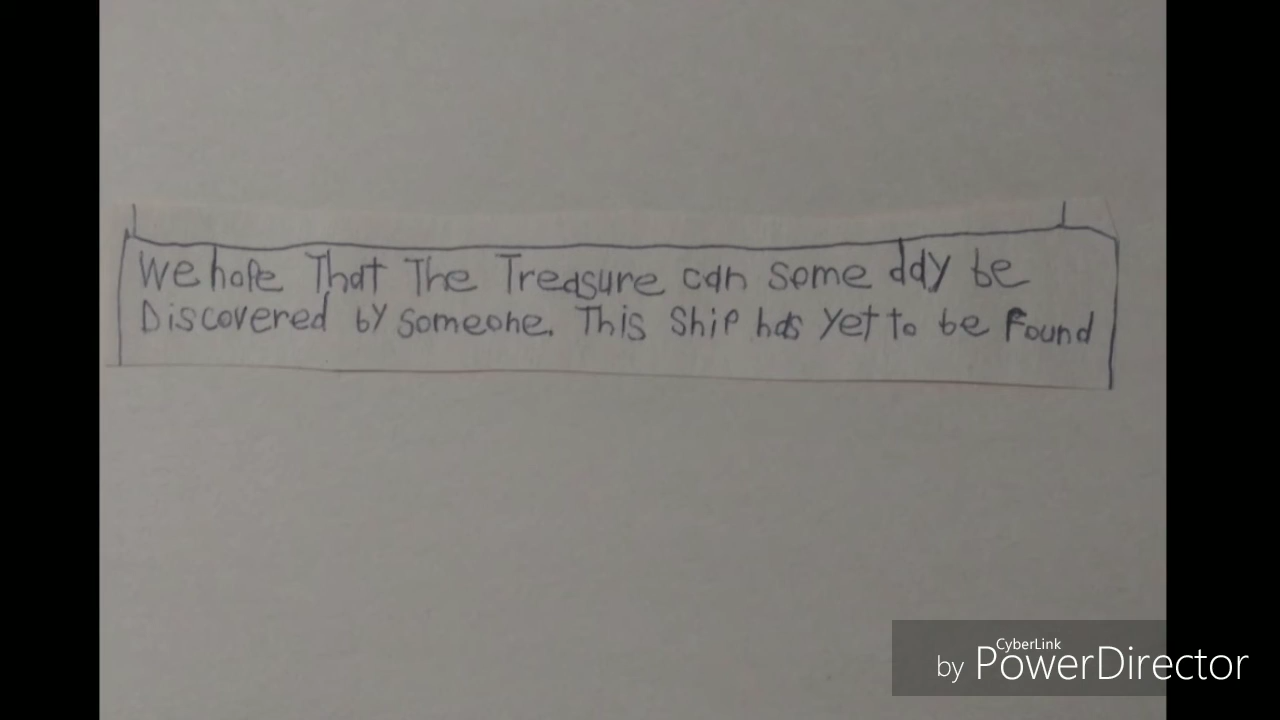 We hope That The Treasure can some day be
Discovered by someone. This Ship has yet to be Found
CyberLink
by PowerDirector